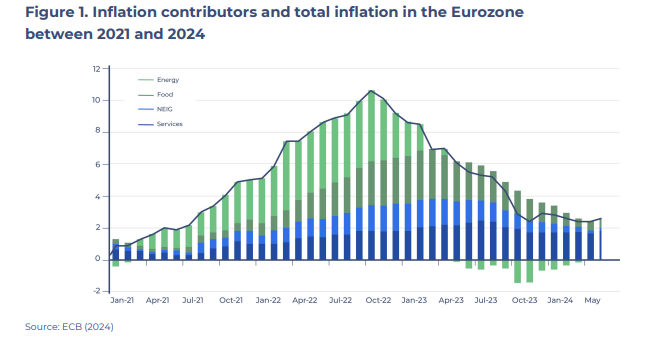 Figure 1. Inflation contributors and total inflation in the Eurozone
between 2021 and 2024
12
10
8
6
4
2
0
-2
Energy
Food
NEIG
Services
Jan-21 Apr-21 Jul-21 Oct-21 Jan-22 Apr-22 Jul-22 Oct-22 Jan-23 Apr-23 Jul-23 Oct-23 Jan-24 May
Source: ECB (2024)